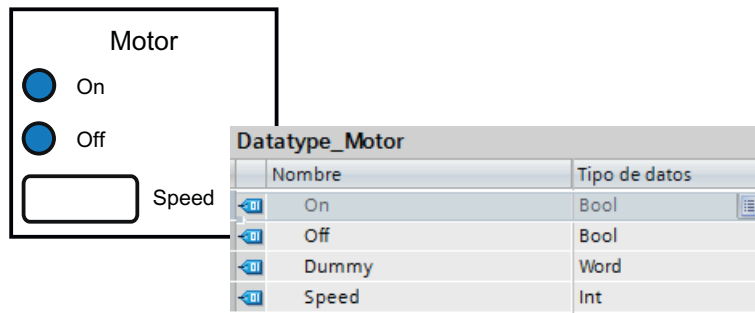 Motor
On
Off
Speed
Datatype_Motor
Nombre Tipo de datos
On Bool
Off Bool
Dummy Word
Speed Int